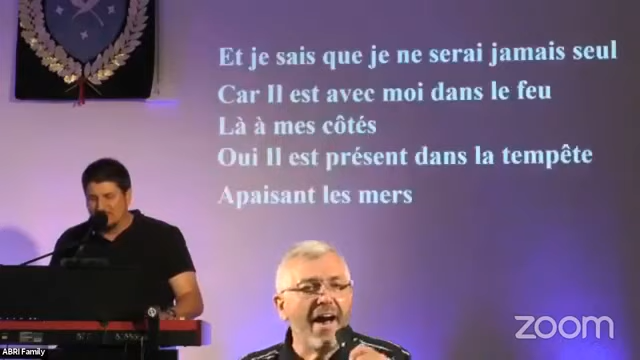 Et je sais que je ne serai jamais seul
Car Il est avec moi dans le feu
Là à mes côtés
Oui Il est présent dans la tempête
Apaisant les mers
zoom
ABRI Family